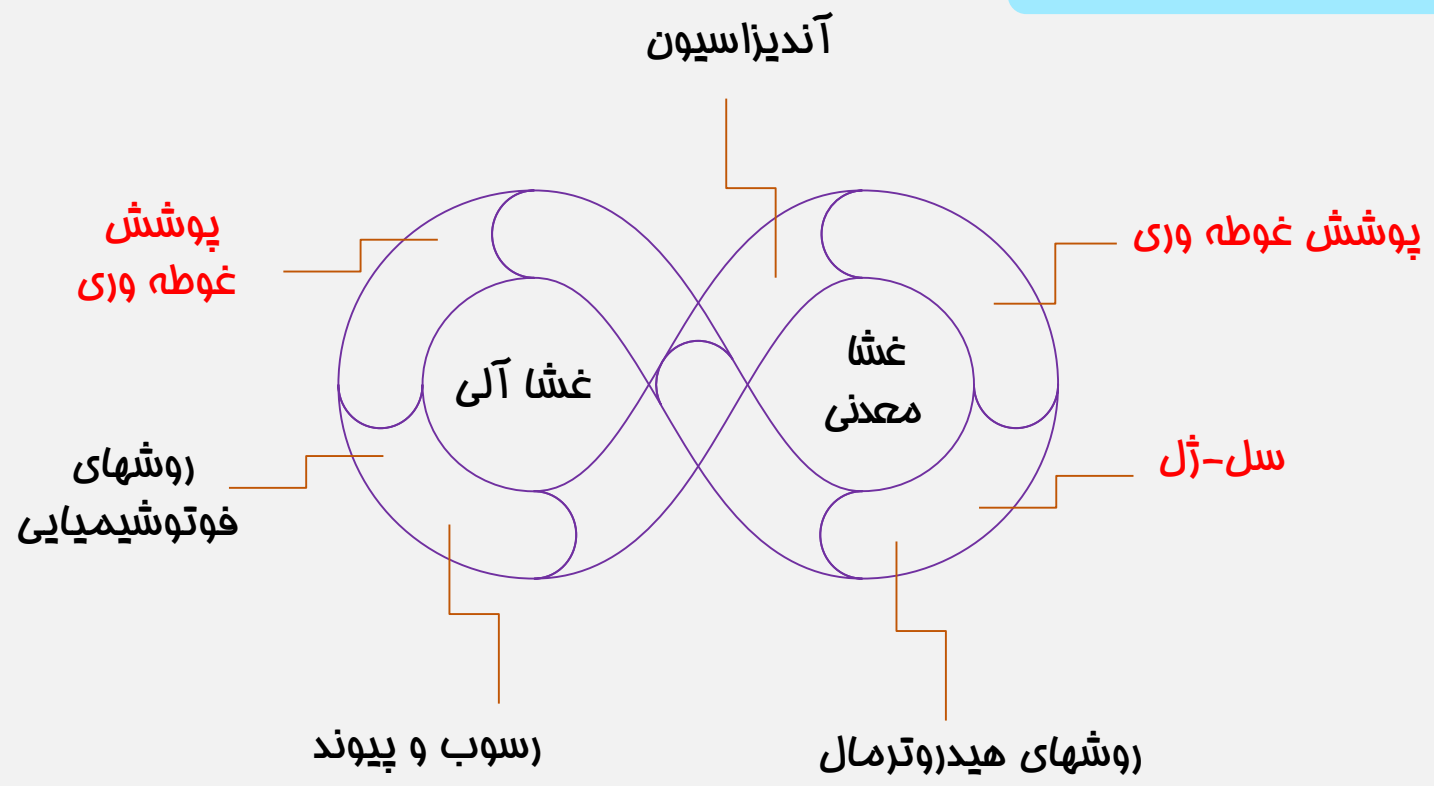 آندیزاسیون
پوشش غوطه وری
پوشش
غوطه وری
غشا
معدنی
غشا آلی
سل-ژل
روشهای
فوتوشیمیایی
روشهای هیدروترمال
رسوب و پیوند